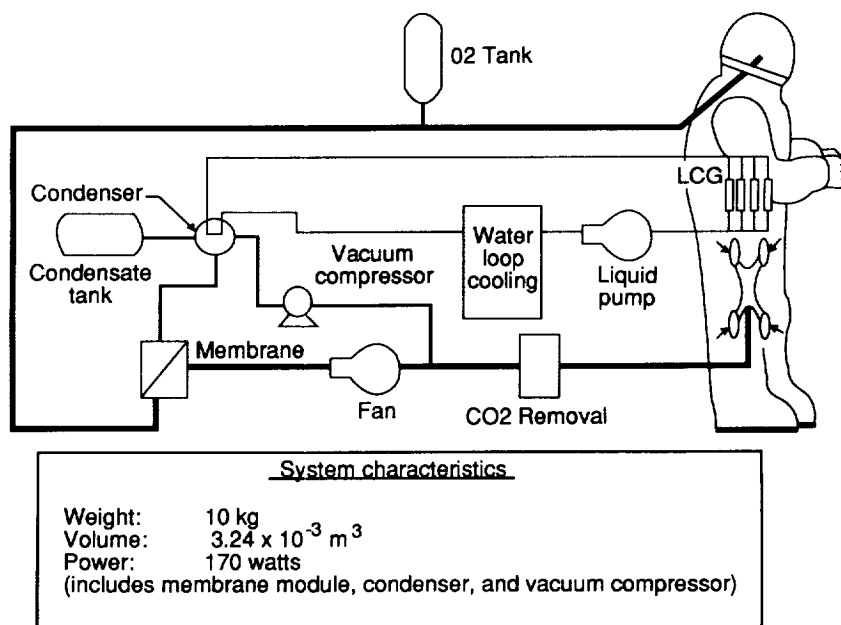 02 Tank
LCG
Condenser
Condensate
tank
Vacuum
compressor
Water
loop
cooling
Liquid
pump
Membrane
Fan
CO2 Removal
System characteristics
Weight: 10 kg
Volume: 3.24 x 10⁻³ m³
Power: 170 watts
(includes membrane module, condenser, and vacuum compressor)